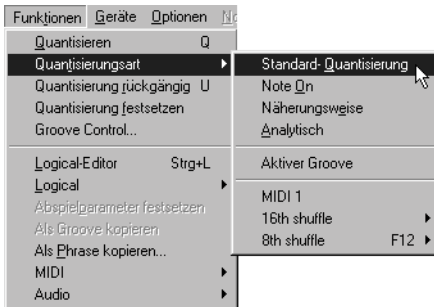 Funktionen Geräte Optionen No
Quantisieren Q
Quantisierungsart
Quantisierung rückgängig U
Quantisierung festsetzen
Groove Control...
Logical-Editor Strg+L
Logical
Abspielparameter festsetzen
Als Groove kopieren
Als Phrase kopieren...
MIDI
Audio
Standard- Quantisierung
Note On
Näherungsweise
Analytisch
Aktiver Groove
MIDI 1
16th shuffle
8th shuffle F12